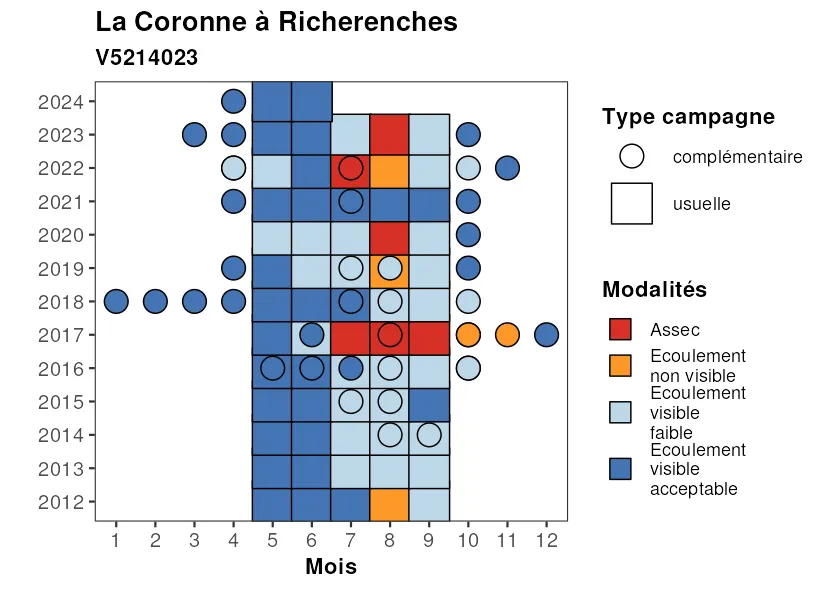 La Coronne à Richerenches
V5214023
2024
2023
2022
2021
2020
2019
2018
2017
2016
2015
2014
2013
2012
1 2 3 4 5 6 7 8 9 10 11 12
Mois
Type campagne
complémentaire
usuelle
Modalités
Assec
Ecoulement
non visible
Ecoulement
visible
faible
Ecoulement
visible
acceptable